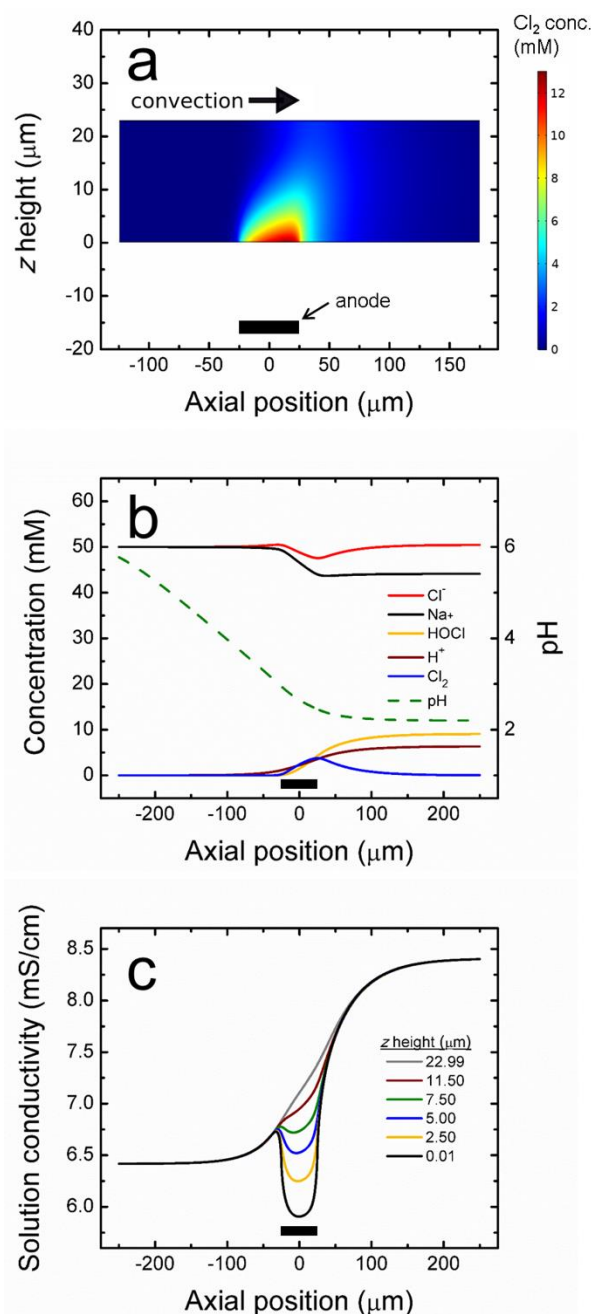 a
Cl₂ conc.
(mM)
convection
40
30
20
10
0
-10
-20
z height (μm)
12
10
8
6
4
2
0
anode
-100 -50 0 50 100 150
Axial position (μm)
b
60
50
40
30
20
10
0
Concentration (mM)
6
4
2
pH
Cl⁻
Na+
HOCl
H⁺
Cl₂
pH
-200 -100 0 100 200
Axial position (μm)
c
8.5
8.0
7.5
7.0
6.5
6.0
Solution conductivity (mS/cm)
z height (μm)
22.99
11.50
7.50
5.00
2.50
0.01
-200 -100 0 100 200
Axial position (μm)